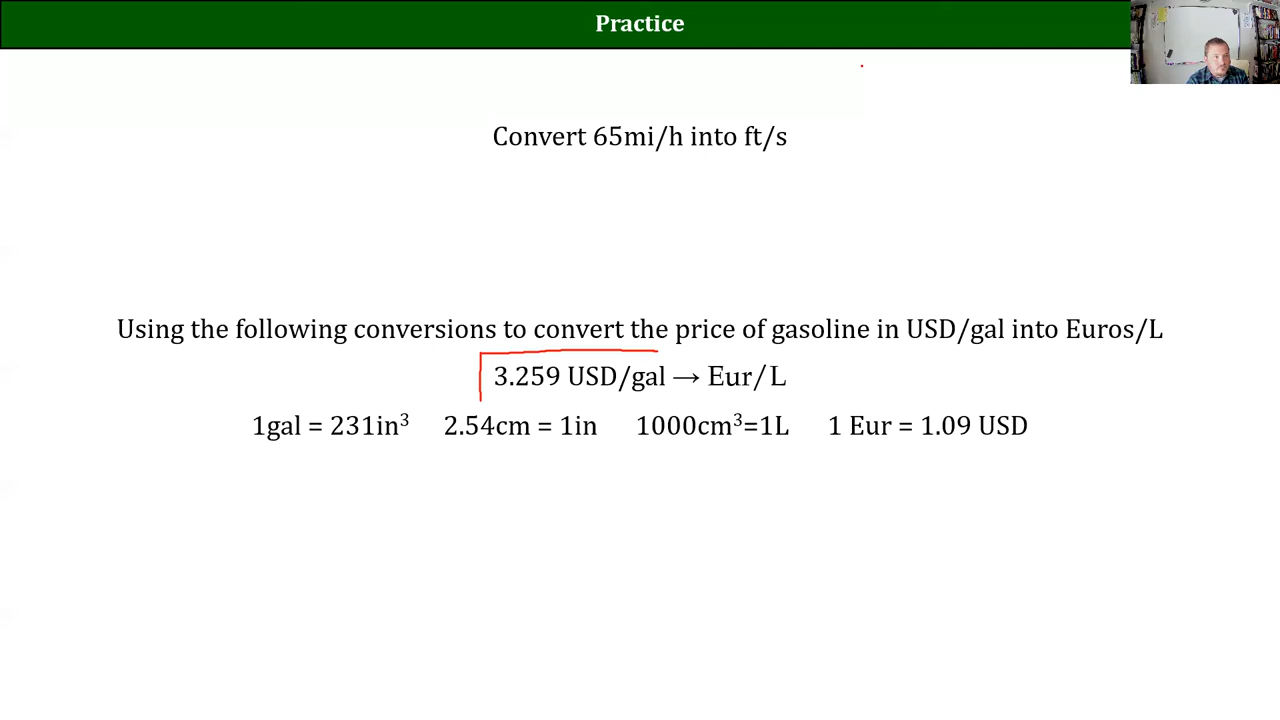 Practice
Convert 65mi/h into ft/s
Using the following conversions to convert the price of gasoline in USD/gal into Euros/L
3.259 USD/gal → Eur/L
1gal = 231in³ 2.54cm = 1in 1000cm³=1L 1 Eur = 1.09 USD